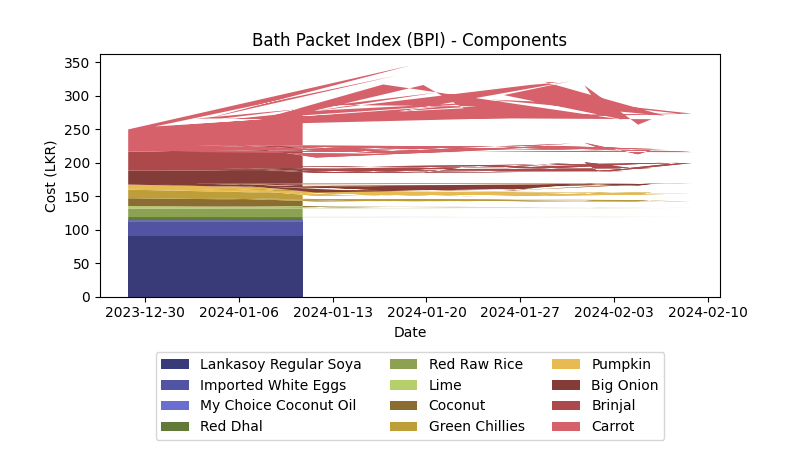 Bath Packet Index (BPI) - Components
350
300
250
200
150
100
50
0
Cost (LKR)
2023-12-30 2024-01-06 2024-01-13 2024-01-20 2024-01-27 2024-02-03 2024-02-10
Date
Lankasoy Regular Soya Red Raw Rice Pumpkin
Imported White Eggs Lime Big Onion
My Choice Coconut Oil Coconut Brinjal
Red Dhal Green Chillies Carrot